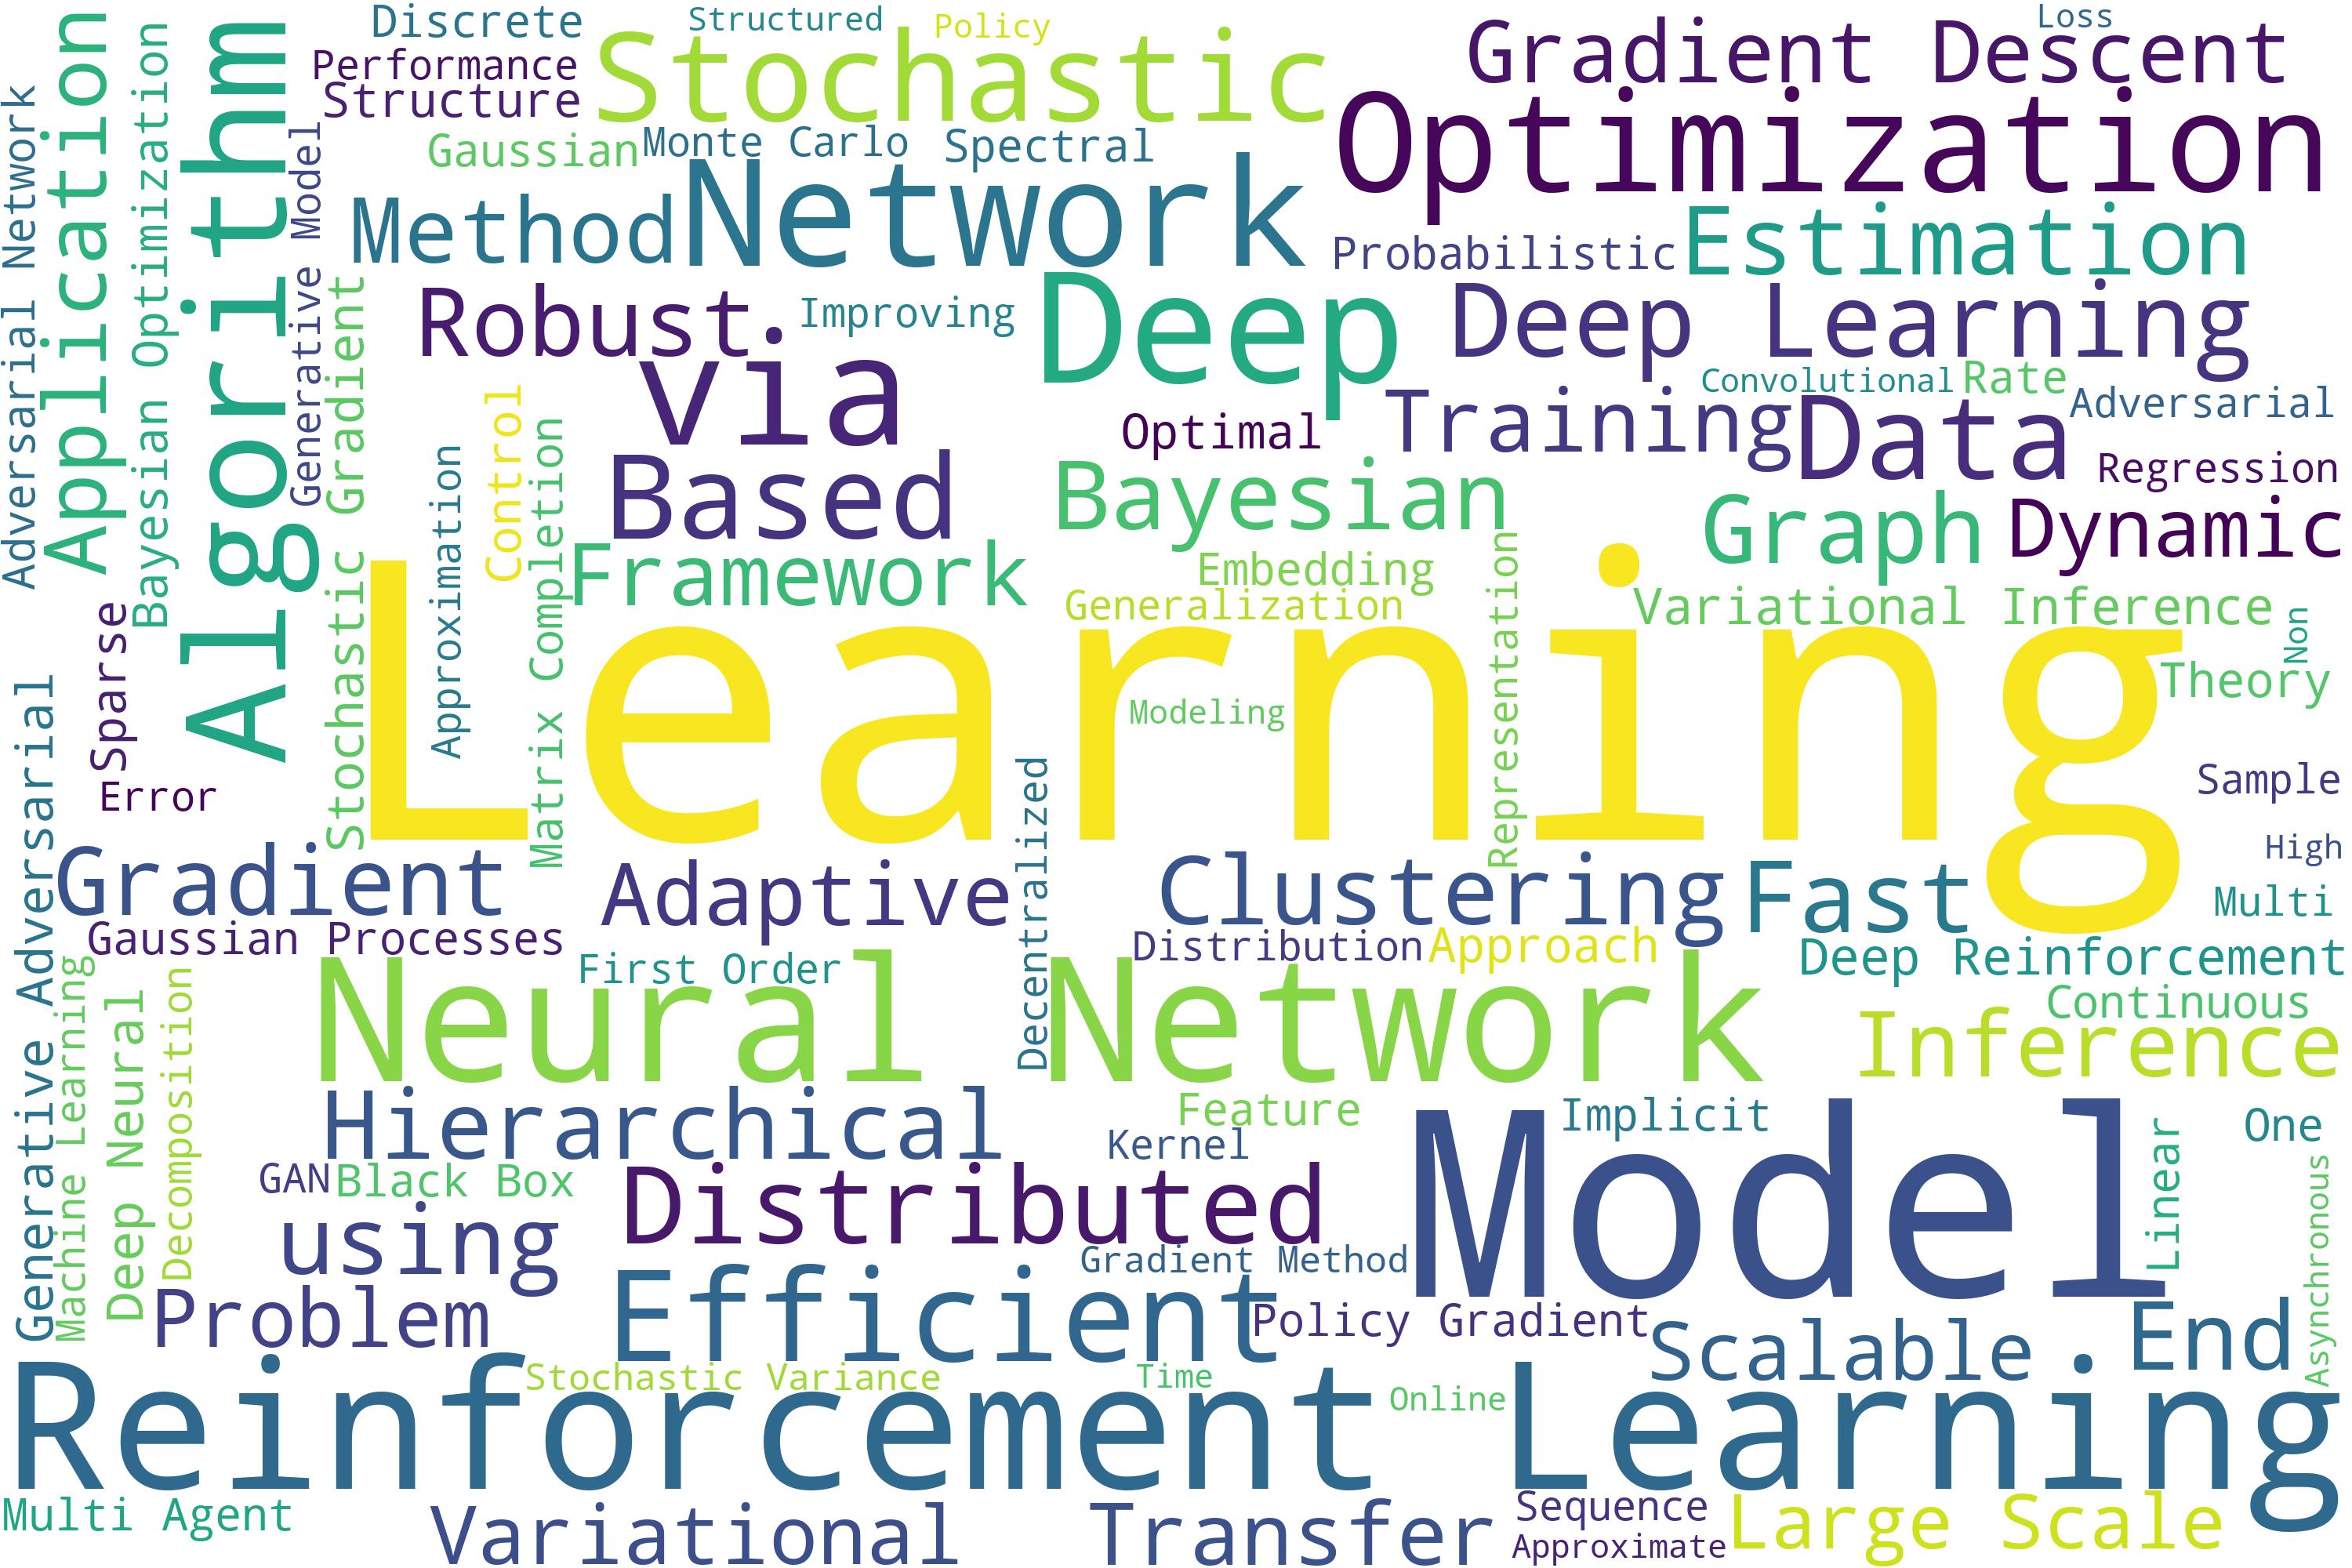 Discrete
Structured
Policy
Loss
Performance
Structure
Stochastic
Gradient Descent
Optimization
Gaussian
Monte Carlo
Spectral
Method
Network
Probabilistic
Estimation
Adversarial Network
Application
Bayesian Optimization
Algorithm
Generative Model
Stochastic Gradient
Robust
Improving
Deep
Deep Learning
via
Control
Approximation
Matrix Completion
Optimal
Training
Convolutional
Rate
Data
Adversarial
Regression
Based
Bayesian
Graph
Dynamic
Framework
Embedding
Generalization
Representation
Variational Inference
Non
Theory
Sparse
Error
Learning
Modeling
Sample
High
Multi
Generative Adversarial
Gradient
Adaptive
Decentralized
Clustering
Fast
Gaussian Processes
First Order
Distribution
Approach
Deep Reinforcement
Continuous
Machine Learning
Deep Neural
Decomposition
Neural Network
Inference
Hierarchical
Feature
Kernel
Implicit
Model
Linear
One
Asynchronous
GAN
Black Box
Distributed
using
Gradient Method
Problem
Efficient
Policy Gradient
Scalable
End
Stochastic Variance
Time
Online
Reinforcement Learning
Multi Agent
Variational
Transfer
Sequence
Approximate
Large Scale